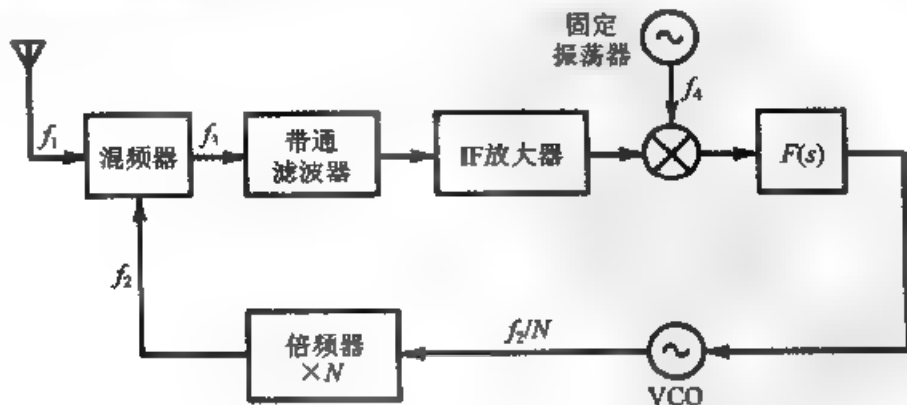 固定
振荡器
f₄
f₁
混频器
f₃
带通
滤波器
IF放大器
F(s)
f₂
倍频器
×N
f₂/N
VCO